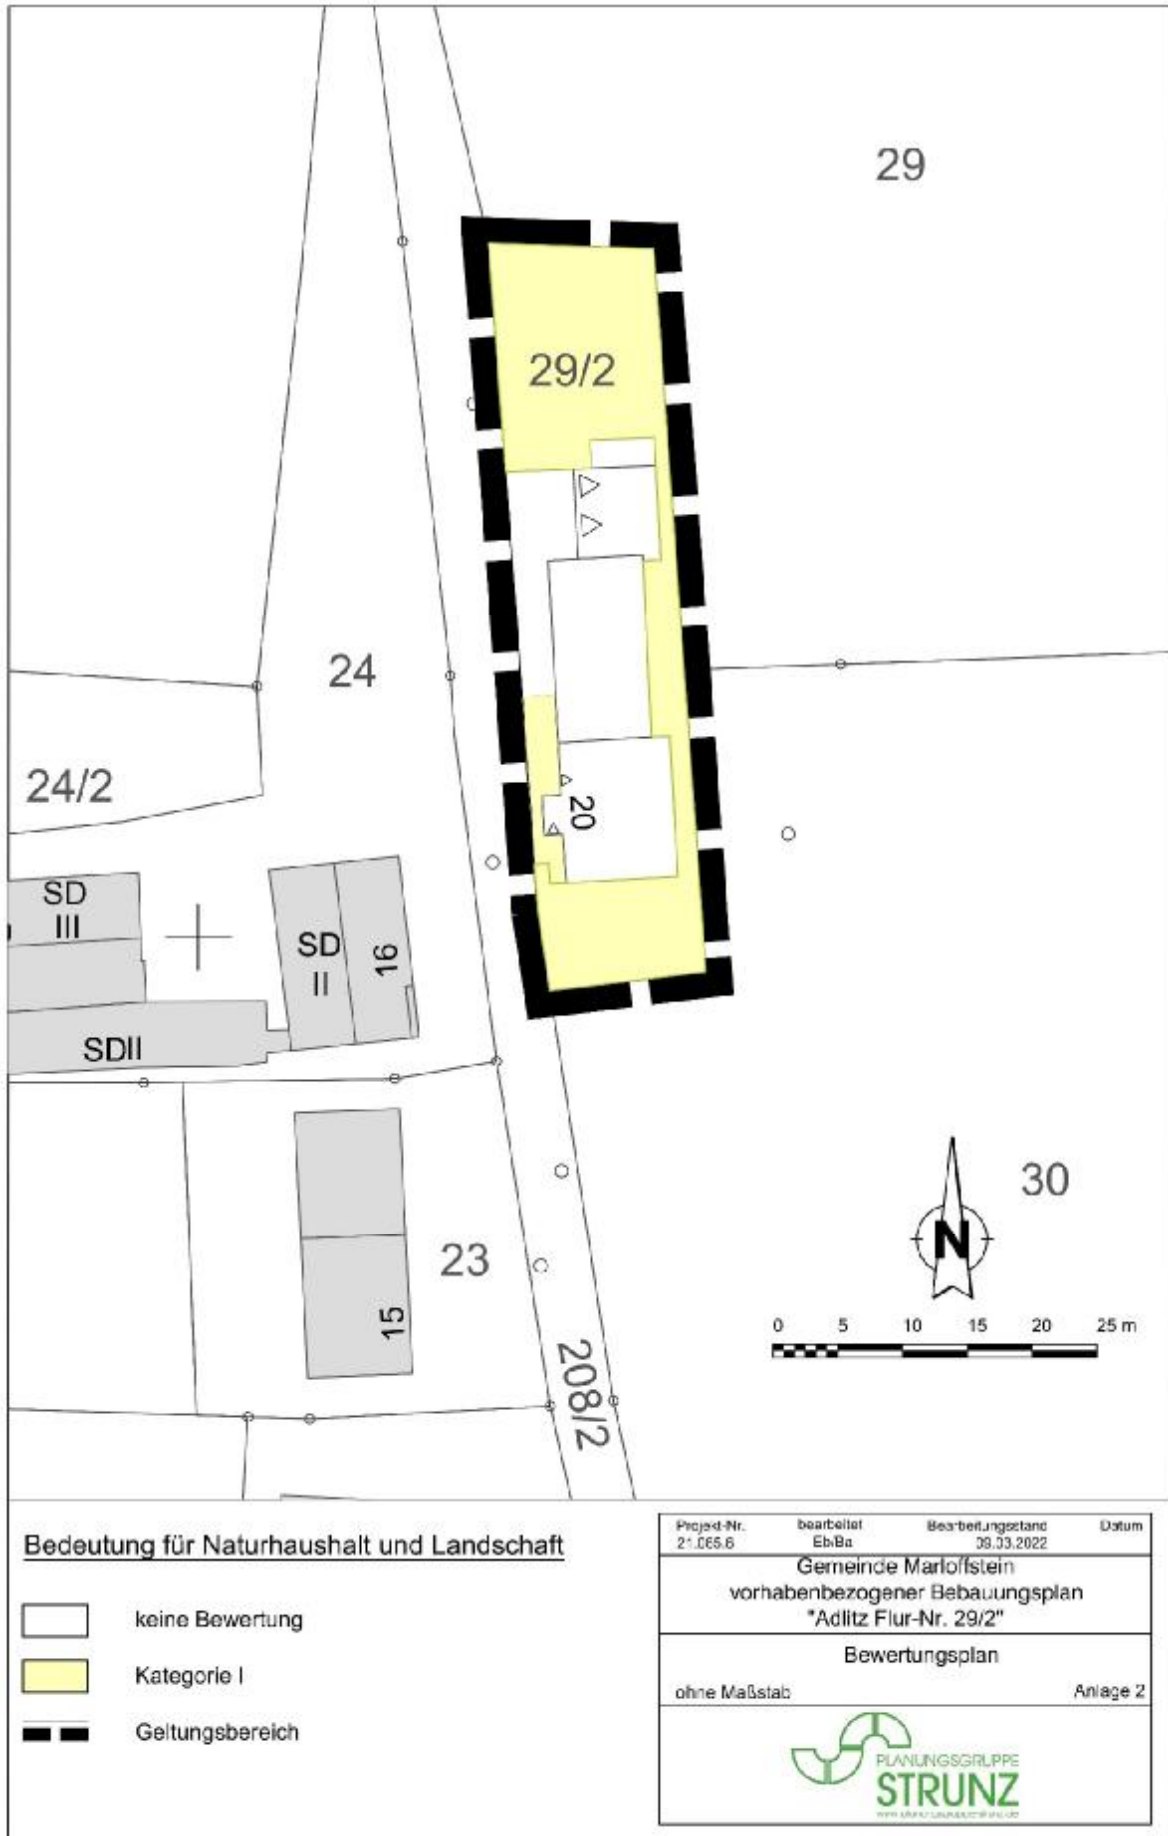 29
29/2
24
24/2
20
SD
III
SD
II
16
SDII
30
N
23
15
208/2
0 5 10 15 20 25 m
Bedeutung für Naturhaushalt und Landschaft
keine Bewertung
Kategorie I
Geltungsbereich
Projekt-Nr. bearbeitet Bearbeitungsstand Datum
21.065.6 Eb/Ba 09.03.2022
Gemeinde Marloffstein
vorhabenbezogener Bebauungsplan
"Adlitz Flur-Nr. 29/2"
Bewertungsplan
ohne Maßstab Anlage 2
PLANUNGSGRUPPE
STRUNZ